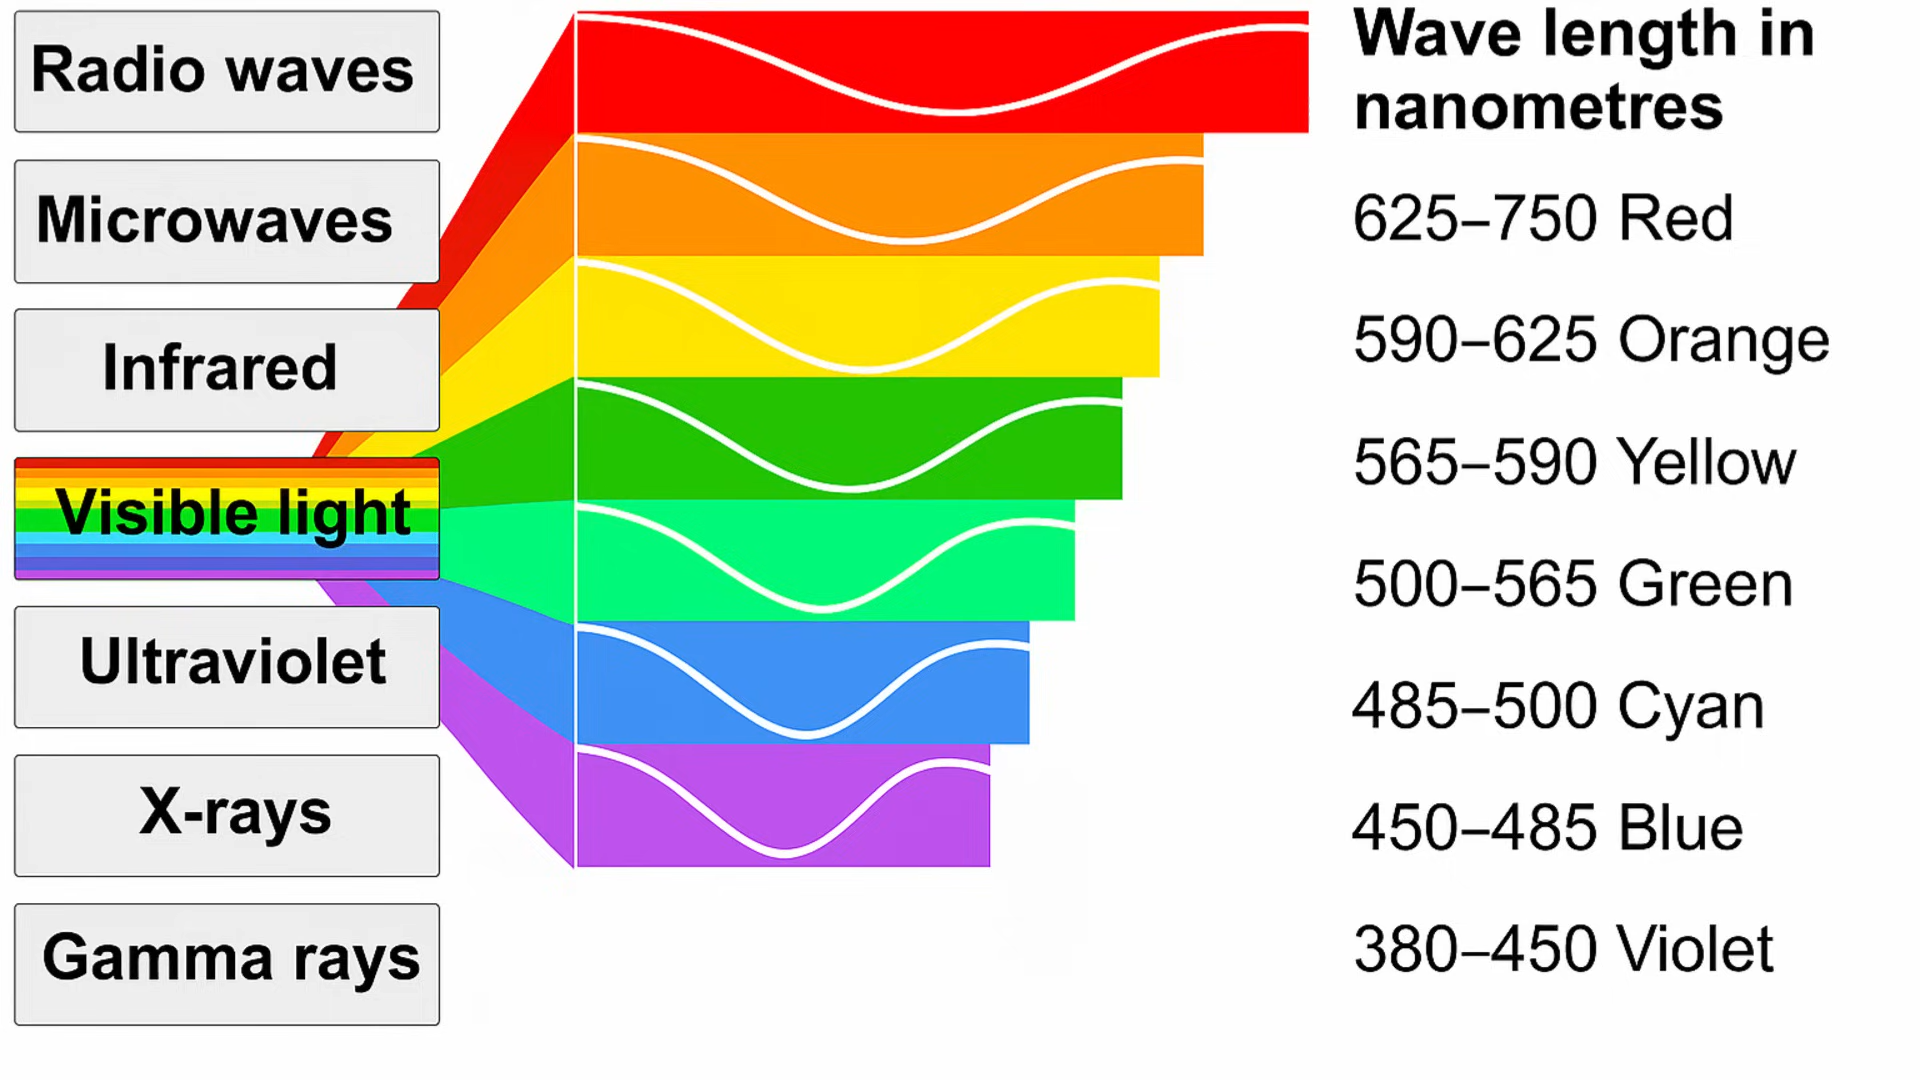 Radio waves
Microwaves
Infrared
Visible light
Ultraviolet
X-rays
Gamma rays
Wave length in
nanometres
625–750 Red
590–625 Orange
565–590 Yellow
500–565 Green
485–500 Cyan
450–485 Blue
380–450 Violet